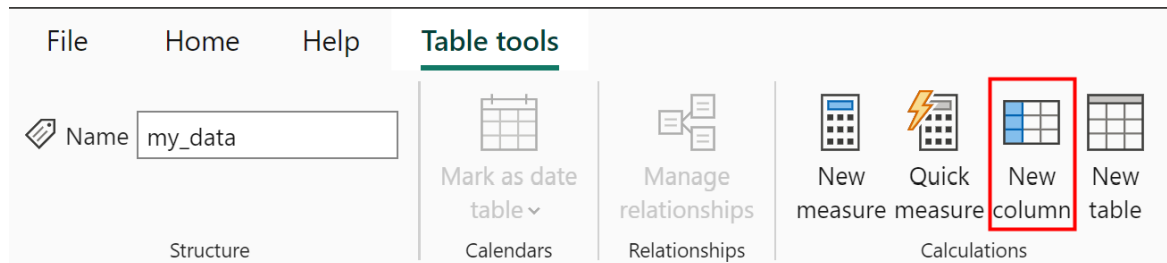 File Home Help Table tools
Name my_data
Mark as date
table
Manage
relationships
New
measure
Quick
measure
New
column
New
table
Structure Calendars Relationships Calculations